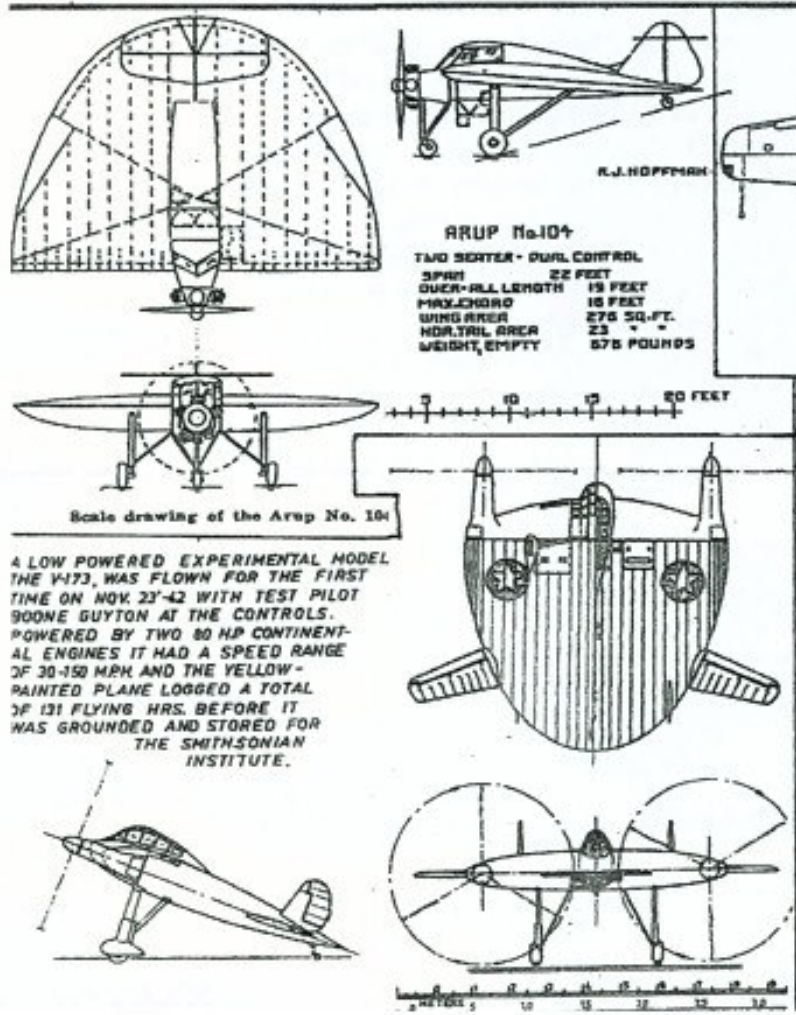 R.J. HOFFMAN
ARUP No.104
TWO SEATER - DUAL CONTROL
SPAN 22 FEET
OVER-ALL LENGTH 19 FEET
MAX.CHORD 16 FEET
WING AREA 276 SQ.FT.
HOR.TAIL AREA 23 " "
WEIGHT, EMPTY 678 POUNDS
5 10 15 20 FEET
Scale drawing of the Arup No. 104
A LOW POWERED EXPERIMENTAL MODEL
THE V-173, WAS FLOWN FOR THE FIRST
TIME ON NOV. 23'-42 WITH TEST PILOT
BOONE GUYTON AT THE CONTROLS.
POWERED BY TWO 80 H.P CONTINENT-
AL ENGINES IT HAD A SPEED RANGE
OF 30-150 M.P.H. AND THE YELLOW-
PAINTED PLANE LOGGED A TOTAL
OF 131 FLYING HRS. BEFORE IT
WAS GROUNDED AND STORED FOR
THE SMITHSONIAN
INSTITUTE.
METERS